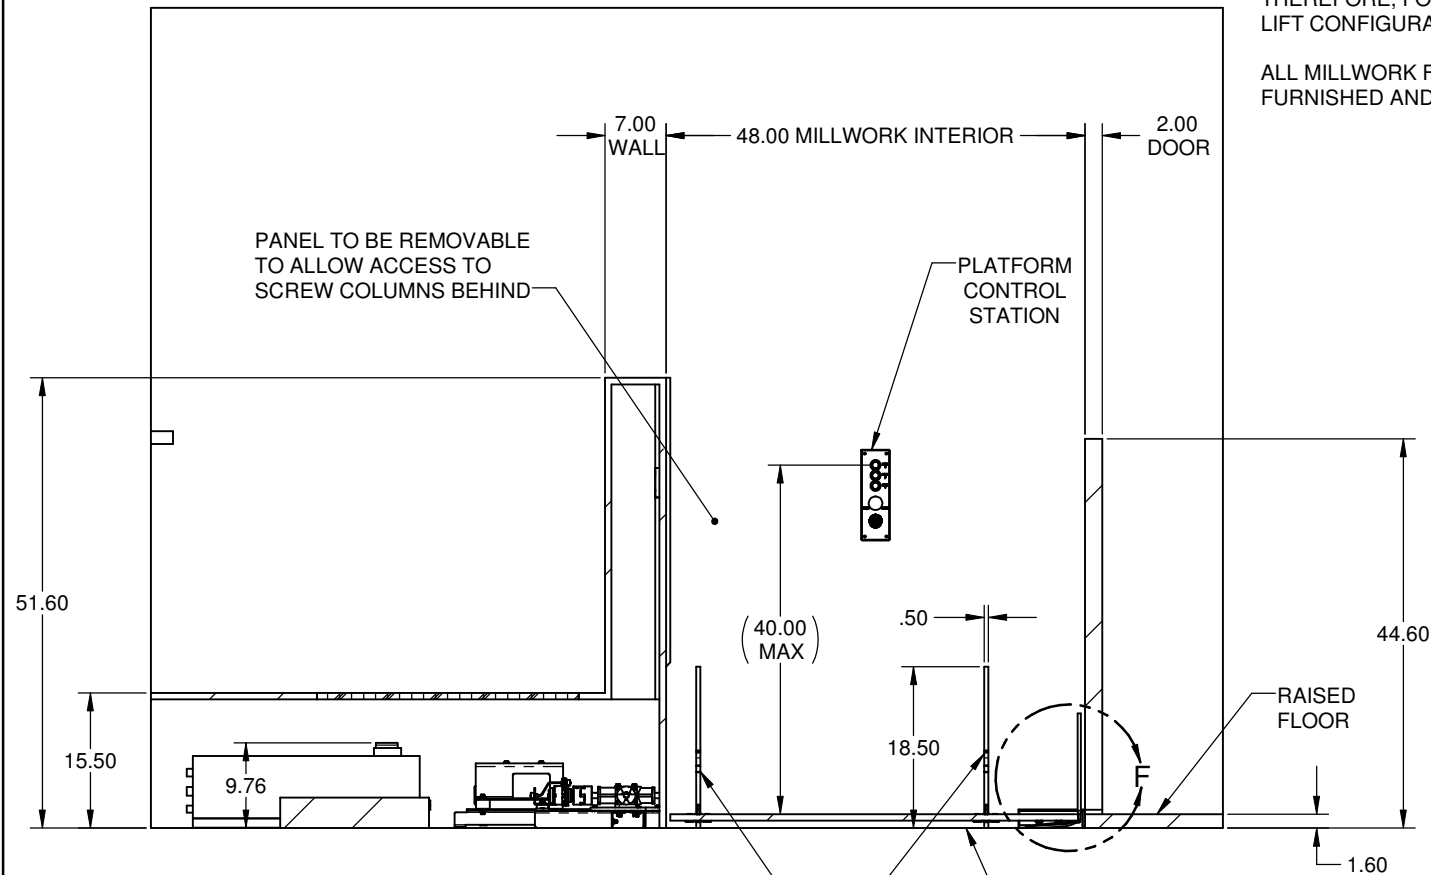 LIFT CONFIGURA
ALL MILLWORK F
FURNISHED AND
7.00
WALL
48.00 MILLWORK INTERIOR
2.00
DOOR
PANEL TO BE REMOVABLE
TO ALLOW ACCESS TO
SCREW COLUMNS BEHIND
PLATFORM
CONTROL
STATION
51.60
(40.00
MAX)
.50
44.60
RAISED
FLOOR
15.50
9.76
18.50
F
1.60